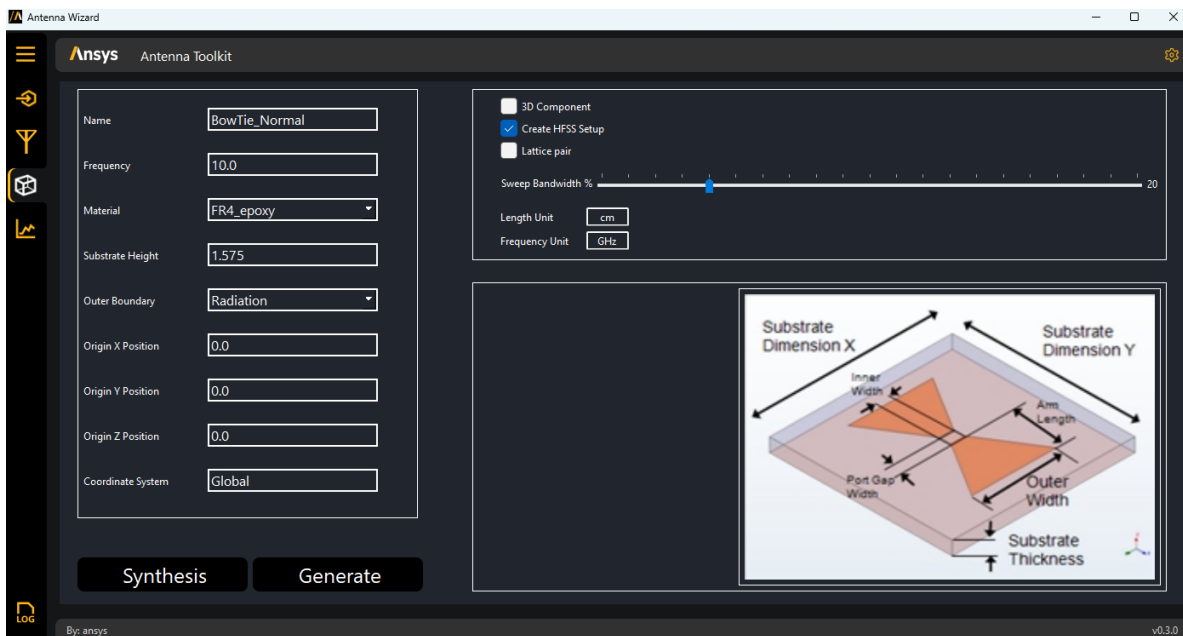 Antenna Wizard
Ansys Antenna Toolkit
Name BowTie_Normal
Frequency 10.0
Material FR4_epoxy
Substrate Height 1.575
Outer Boundary Radiation
Origin X Position 0.0
Origin Y Position 0.0
Origin Z Position 0.0
Coordinate System Global
Synthesis Generate
3D Component
Create HFSS Setup
Lattice pair
Sweep Bandwidth % 20
Length Unit cm
Frequency Unit GHz
Substrate
Dimension X
Substrate
Dimension Y
Inner
Width
Arm
Length
Port Gap
Width
Outer
Width
Substrate
Thickness
LOG
By: ansys v0.3.0